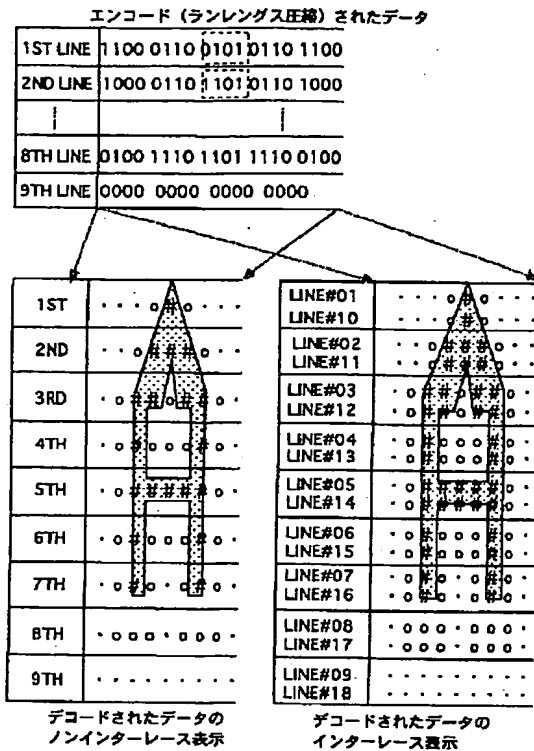 エンコード（ランレングス圧縮）されたデータ
1ST LINE 1100 0110 0101 0110 1100
2ND LINE 1000 0110 1101 0110 1000
8TH LINE 0100 1110 1101 1110 0100
9TH LINE 0000 0000 0000 0000
1ST · · · o # o · · ·
2ND · · o # # # o · ·
3RD · o # # o # # o ·
4TH · o # o o o # o ·
5TH · o # # # # # o ·
6TH · o # o o o # o ·
7TH · o # o · o # o ·
8TH · o o o · o o o ·
9TH · · · · · · · · ·
デコードされたデータの
ノンインターレース表示
LINE#01 · · · o # o · · ·
LINE#10 · · · o # o · · ·
LINE#02 · · o # # # o · ·
LINE#11 · · o # # # o · ·
LINE#03 · o # # o # # o ·
LINE#12 · o # # o # # o ·
LINE#04 · o # o o o # o ·
LINE#13 · o # o o o # o ·
LINE#05 · o # # # # # o ·
LINE#14 · o # # # # # o ·
LINE#06 · o # o o o # o ·
LINE#15 · o # o o o # o ·
LINE#07 · o # o · o # o ·
LINE#16 · o # o · o # o ·
LINE#08 · o o o · o o o ·
LINE#17 · o o o · o o o ·
LINE#09 · · · · · · · · ·
LINE#18 · · · · · · · · ·
デコードされたデータの
インターレース表示